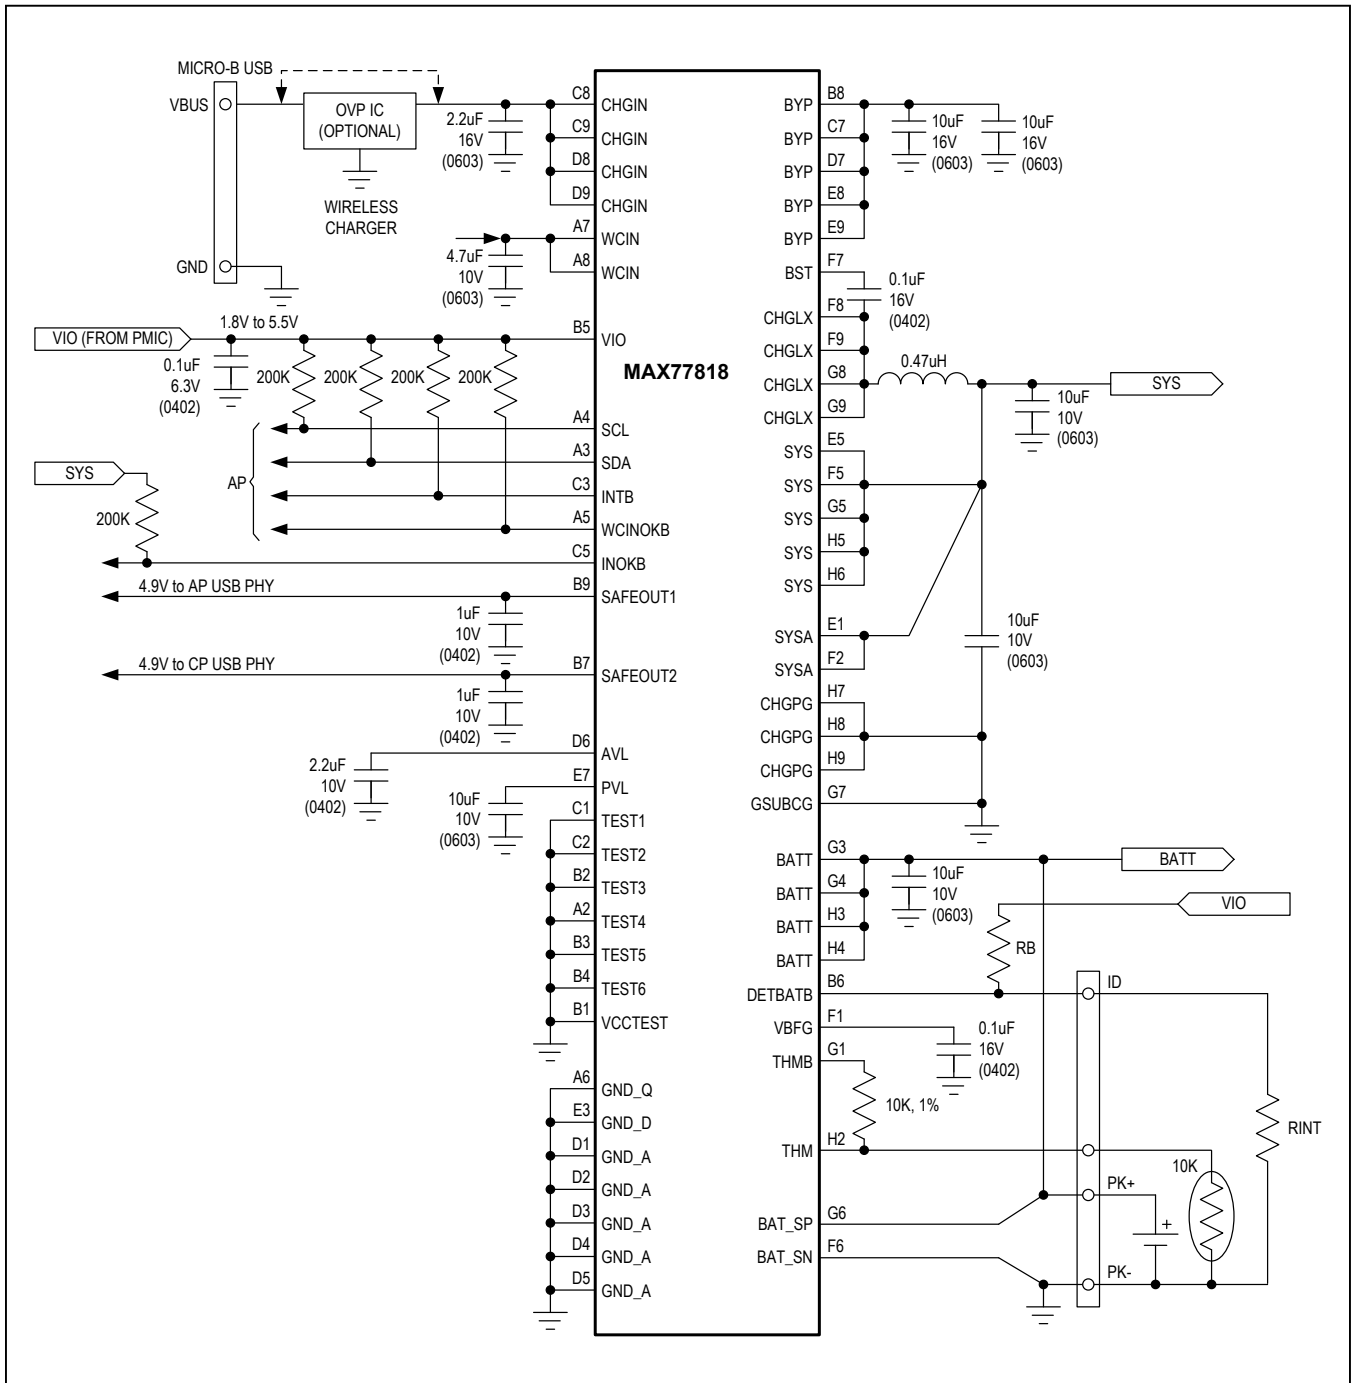 MICRO-B USB
VBUS
OVP IC
(OPTIONAL)
2.2uF
16V
(0603)
WIRELESS
CHARGER
GND
4.7uF
10V
(0603)
C8 CHGIN
C9 CHGIN
D8 CHGIN
D9 CHGIN
A7 WCIN
A8 WCIN
VIO (FROM PMIC)
1.8V to 5.5V
B5 VIO
0.1uF
6.3V
(0402)
200K
200K
200K
200K
A4 SCL
A3 SDA
C3 INTB
A5 WCINOKB
AP
SYS
200K
C5 INOKB
4.9V to AP USB PHY
B9 SAFEOUT1
1uF
10V
(0402)
4.9V to CP USB PHY
B7 SAFEOUT2
1uF
10V
(0402)
D6 AVL
2.2uF
10V
(0402)
E7 PVL
10uF
10V
(0603)
C1 TEST1
C2 TEST2
B2 TEST3
A2 TEST4
B3 TEST5
B4 TEST6
B1 VCCTEST
A6 GND_Q
E3 GND_D
D1 GND_A
D2 GND_A
D3 GND_A
D4 GND_A
D5 GND_A
MAX77818
BYP B8
BYP C7
BYP D7
BYP E8
BYP E9
10uF
16V
(0603)
10uF
16V
(0603)
BST F7
0.1uF
16V
(0402)
CHGLX F8
CHGLX F9
CHGLX G8
CHGLX G9
0.47uH
SYS
10uF
10V
(0603)
SYS E5
SYS F5
SYS G5
SYS H5
SYS H6
SYSA E1
SYSA F2
10uF
10V
(0603)
CHGPG H7
CHGPG H8
CHGPG H9
GSUBCG G7
BATT G3
BATT G4
BATT H3
BATT H4
10uF
10V
(0603)
BATT
VIO
RB
DETBATB B6
ID
VBFG F1
0.1uF
16V
(0402)
THMB G1
10K, 1%
THM H2
RINT
10K
PK+
+
BAT_SP G6
BAT_SN F6
PK-